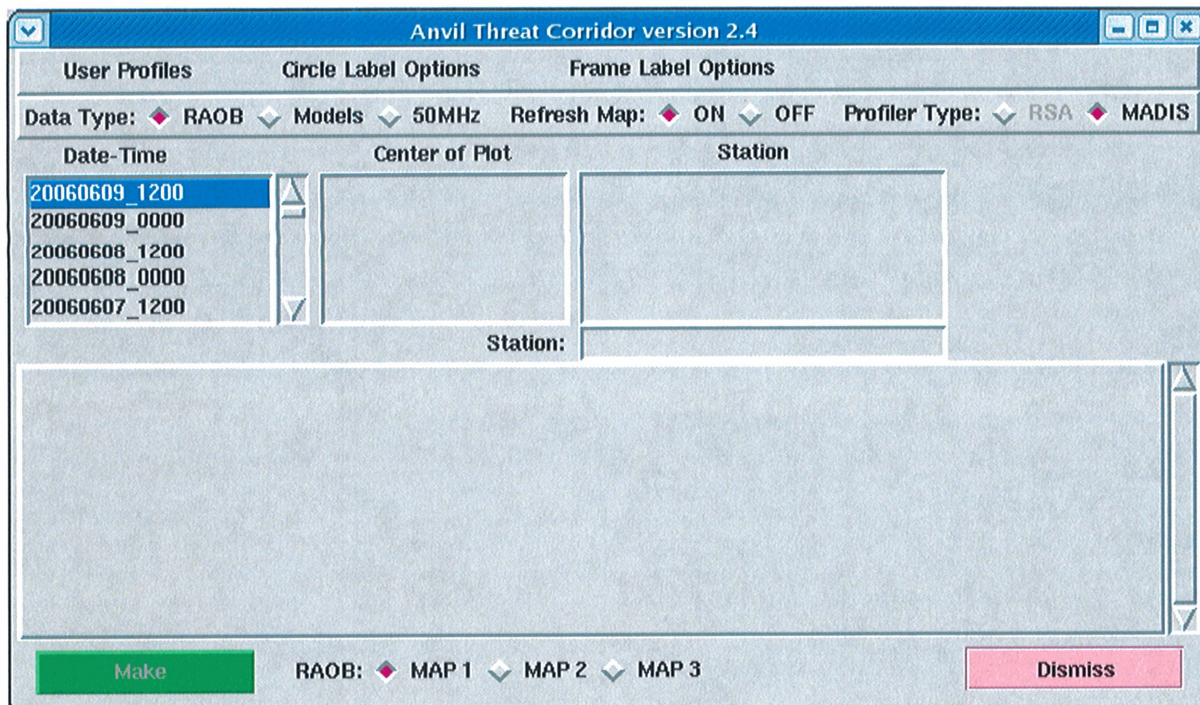 Anvil Threat Corridor version 2.4
User Profiles Circle Label Options Frame Label Options
Data Type: RAOB Models 50MHz Refresh Map: ON OFF Profiler Type: RSA MADIS
Date-Time Center of Plot Station
20060609_1200
20060609_0000
20060608_1200
20060608_0000
20060607_1200
Station:
Make RAOB: MAP 1 MAP 2 MAP 3 Dismiss